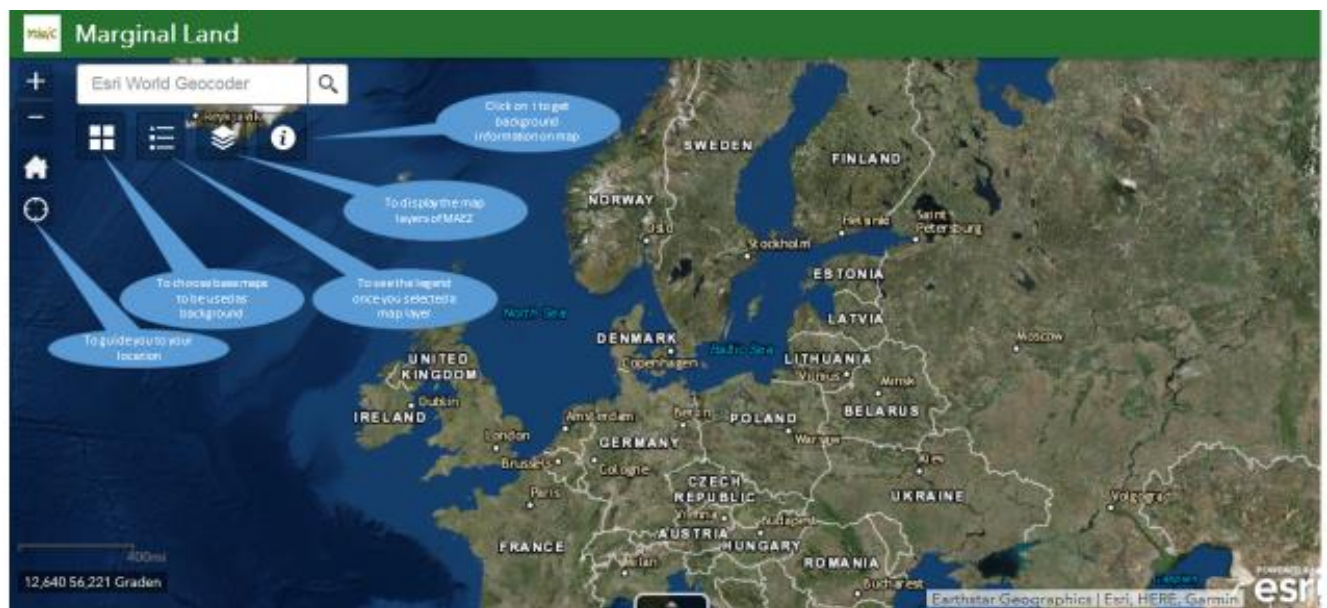 Marginal Land
Esri World Geocoder
Reykjavik
Click on i to get
background
information on map
To display the map
layers of MAEZ
To choose base maps
to be used as
background
To see the legend
once you selected a
map layer
To guide you to your
location
SWEDEN
FINLAND
NORWAY
Oslo
Helsinki
Saint
Petersburg
Stockholm
ESTONIA
North Sea
LATVIA
DENMARK
Copenhagen
Baltic Sea
LITHUANIA
Vilnius
Moscow
Minsk
UNITED
KINGDOM
Dublin
IRELAND
BELARUS
Amsterdam
Berlin
POLAND
London
GERMANY
Warsaw
Brussels
Cologne
Kiev
CZECH
REPUBLIC
Paris
UKRAINE
Volgograd
Vienna
Budapest
AUSTRIA
HUNGARY
FRANCE
ROMANIA
Milan
Bucharest
400mi
12,640 56,221 Graden
Caspian
POWERED BY
esri
Earthstar Geographics | Esri, HERE, Garmin